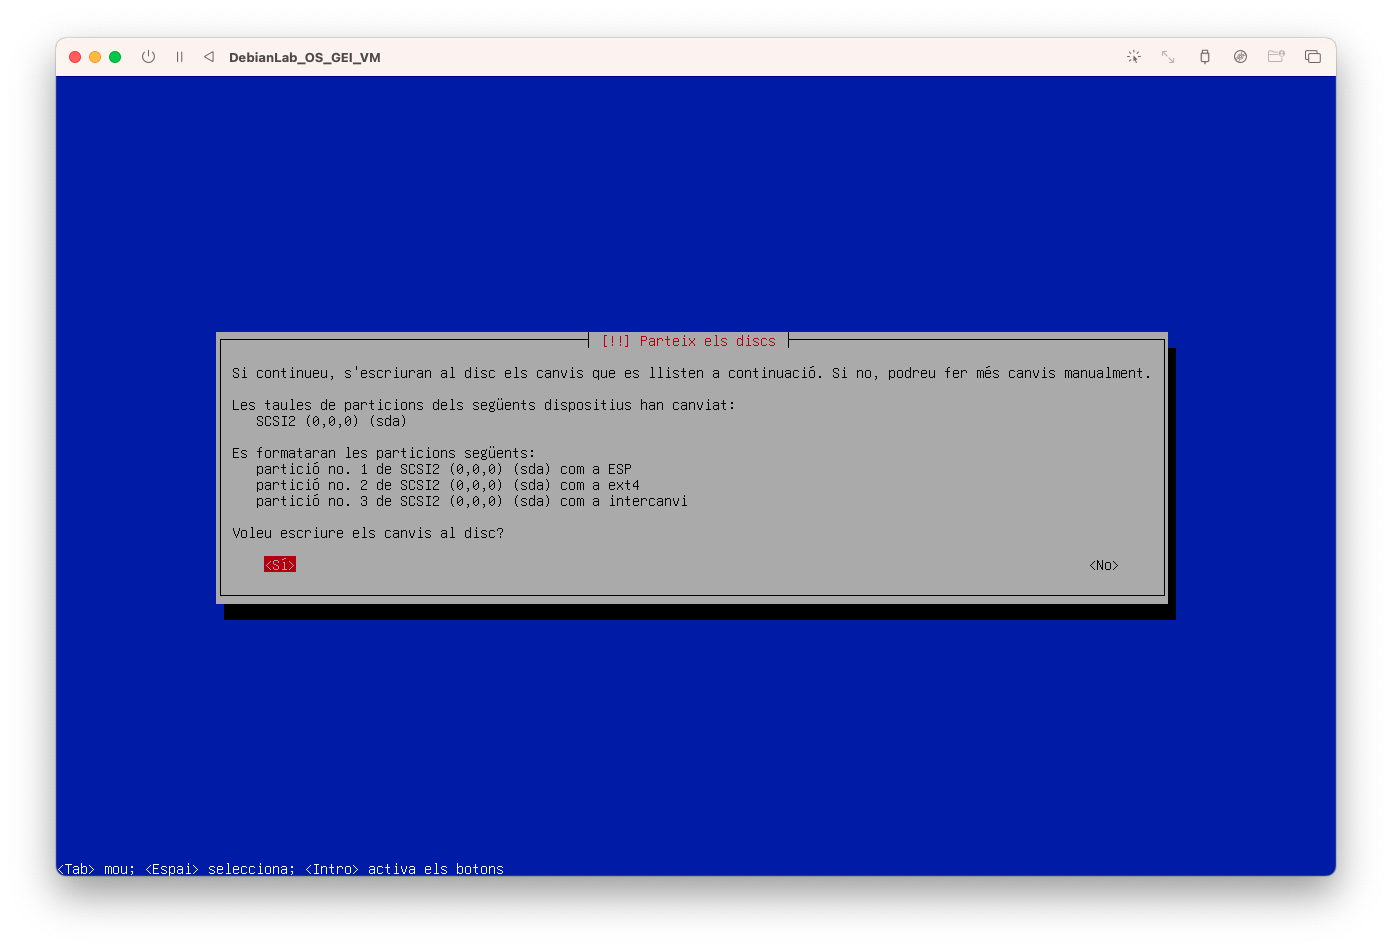 DebianLab_OS_GEI_VM
[!!] Parteix els discs
Si continueu, s'escriuran al disc els canvis que es llisten a continuació. Si no, podreu fer més canvis manualment.
Les taules de particions dels següents dispositius han canviat:
SCSI2 (0,0,0) (sda)
Es formataran les particions següents:
partició no. 1 de SCSI2 (0,0,0) (sda) com a ESP
partició no. 2 de SCSI2 (0,0,0) (sda) com a ext4
partició no. 3 de SCSI2 (0,0,0) (sda) com a intercanvi
Voleu escriure els canvis al disc?
<Sí> <No>
<Tab> mou; <Espai> selecciona; <Intro> activa els botons